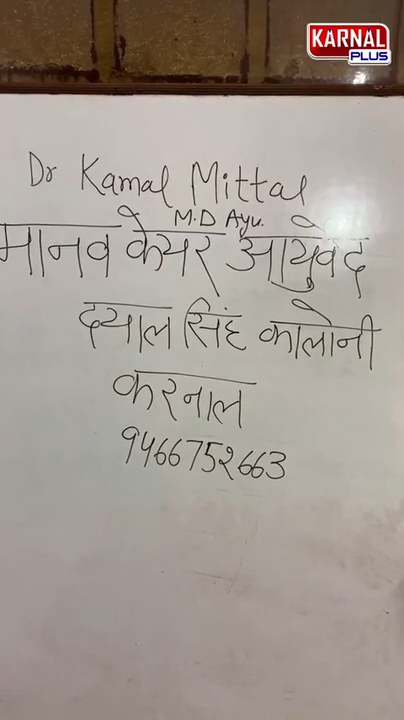 KARNAL
PLUS
Dr Kamal Mittal
M.D Ayu.
मानव केयर आयुर्वेद
दयाल सिंह कालोनी
करनाल
9466752663